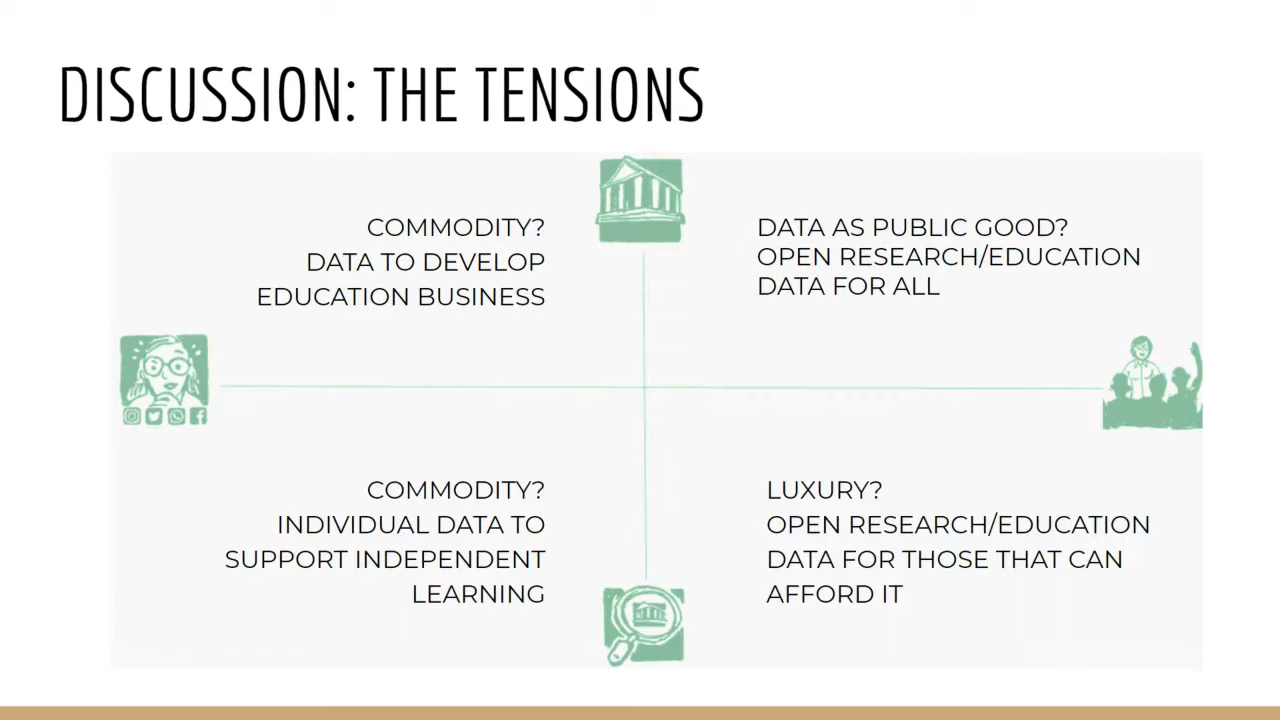 DISCUSSION: THE TENSIONS
COMMODITY?
DATA TO DEVELOP
EDUCATION BUSINESS
DATA AS PUBLIC GOOD?
OPEN RESEARCH/EDUCATION
DATA FOR ALL
COMMODITY?
INDIVIDUAL DATA TO
SUPPORT INDEPENDENT
LEARNING
LUXURY?
OPEN RESEARCH/EDUCATION
DATA FOR THOSE THAT CAN
AFFORD IT